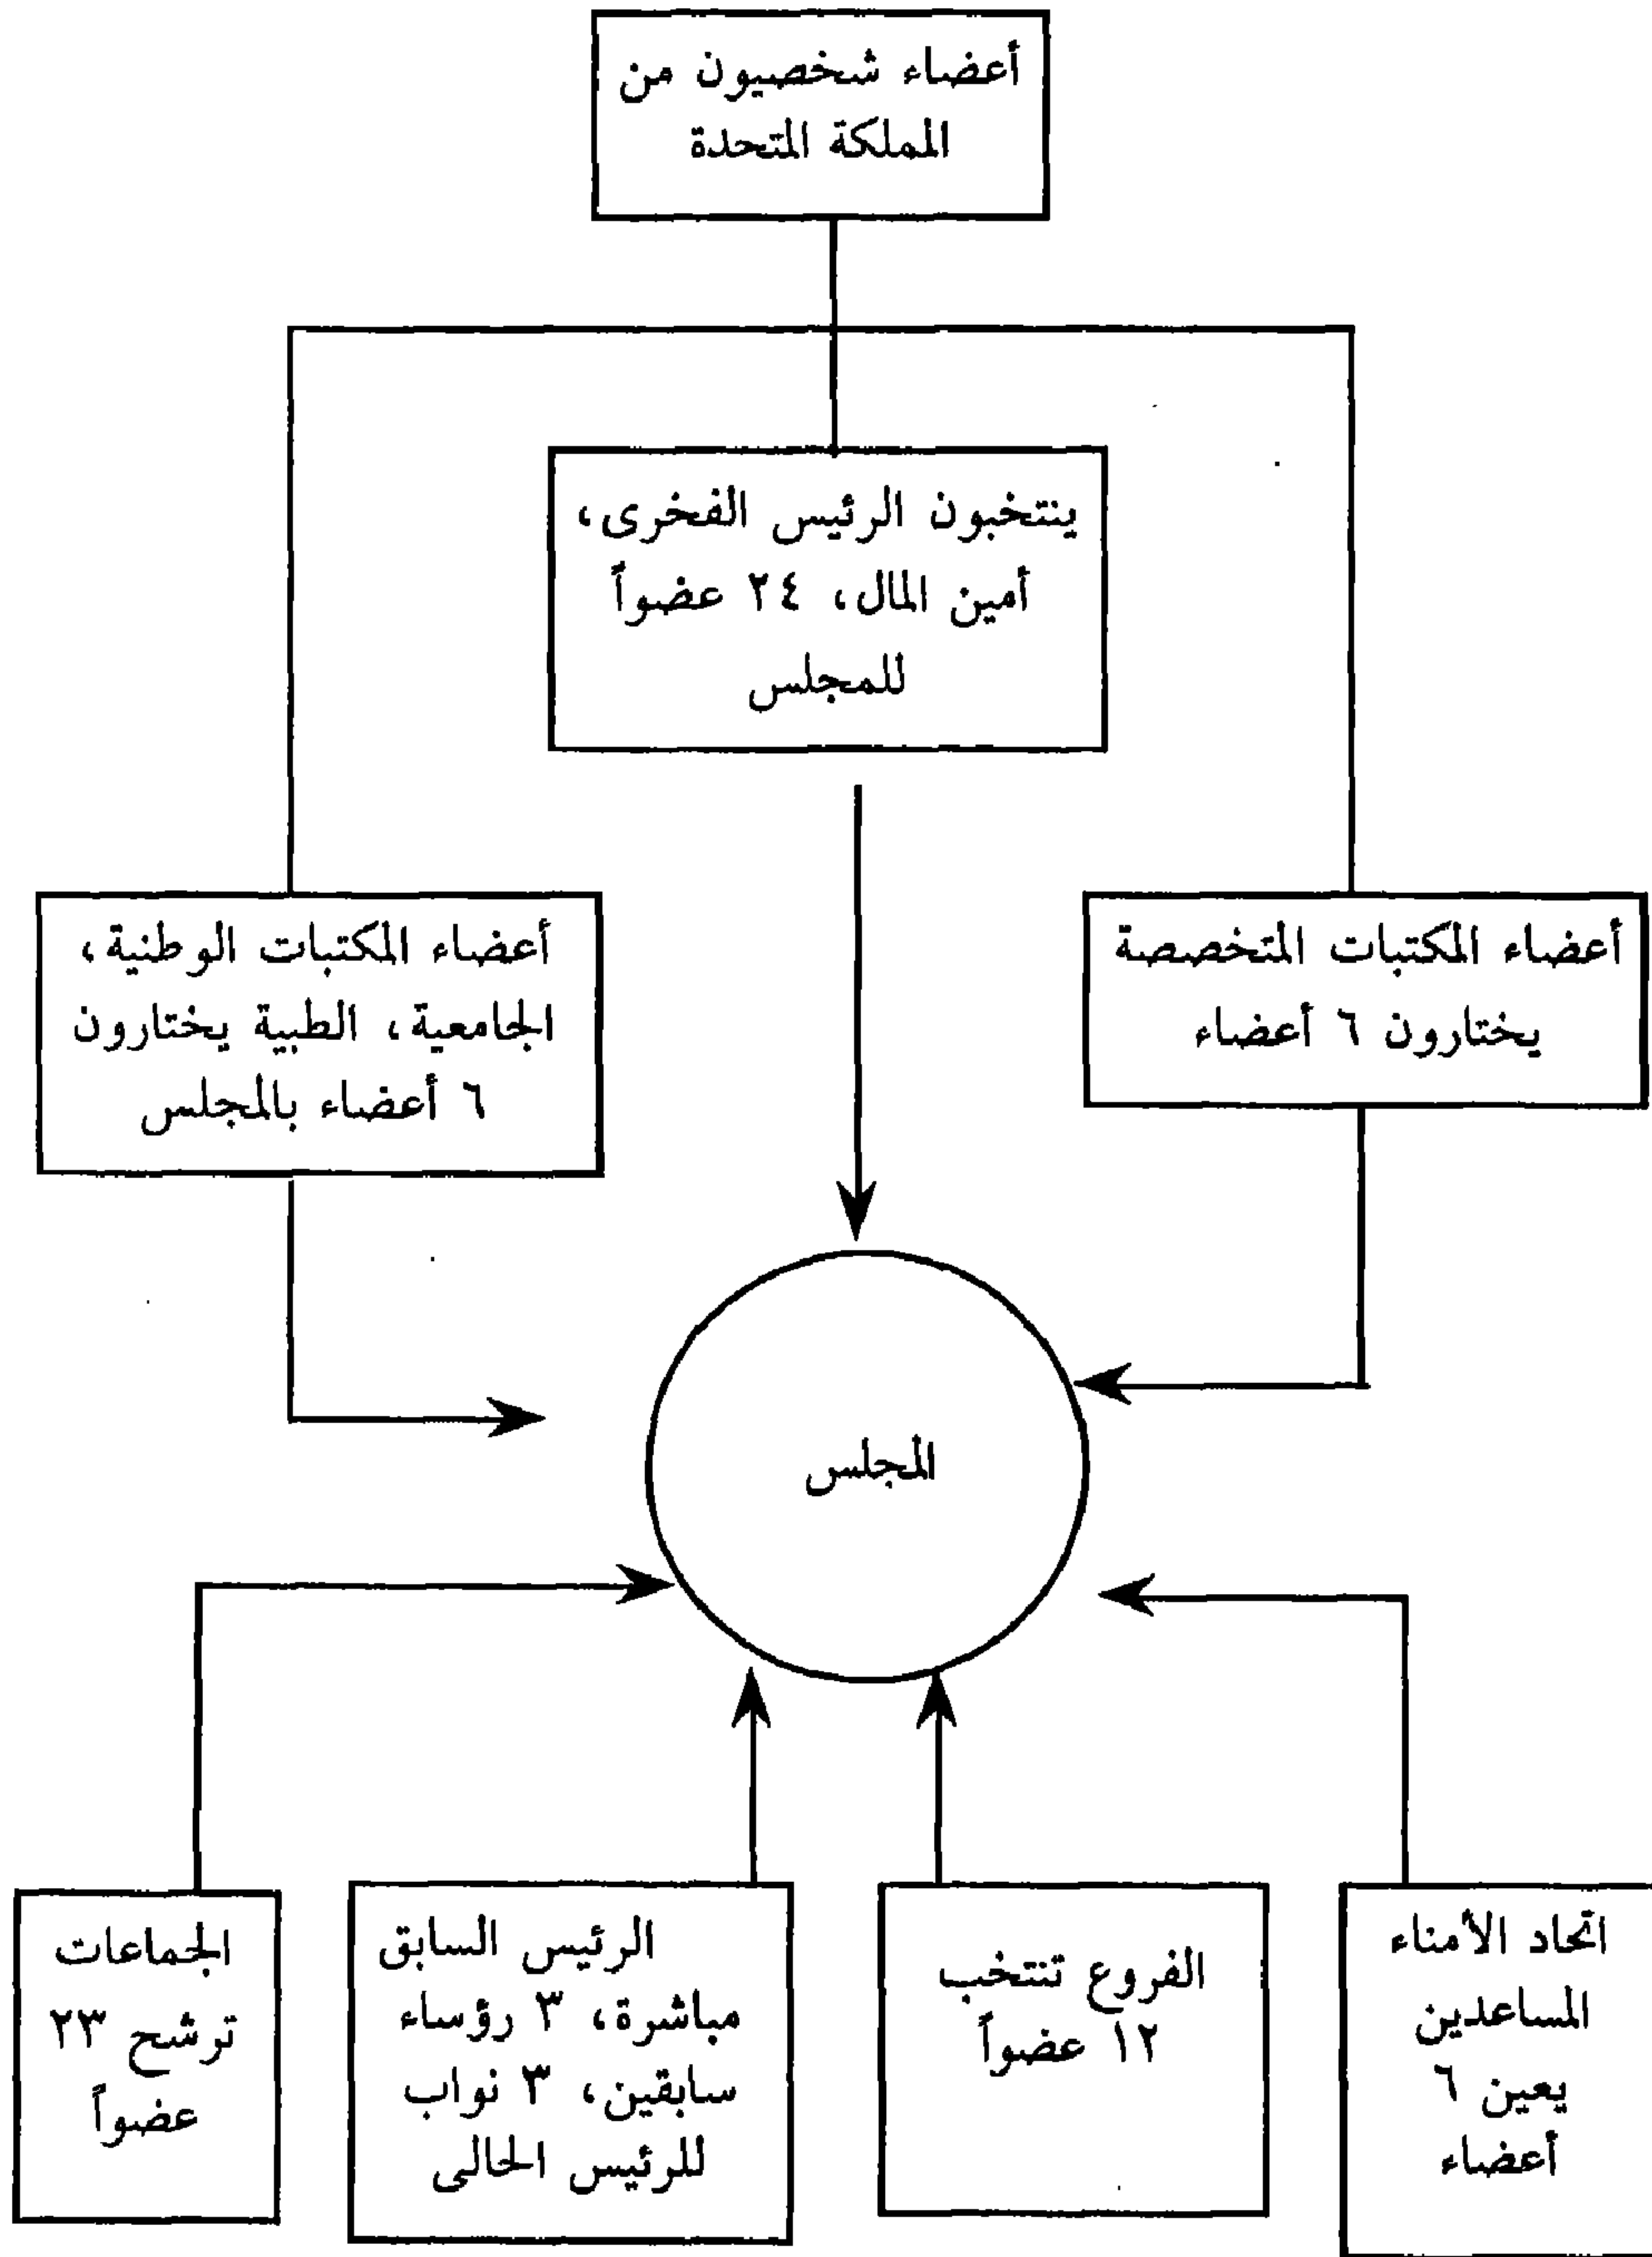 أعضاء شخصيون من
المملكة المتحدة
ينتخبون الرئيس الفخرى،
أمين المال، ٢٤ عضواً
للمجلس
أعضاء المكتبات المتخصصة
يختارون ٦ أعضاء
أعضاء المكتبات الوطنية،
الجامعية، الطبية يختارون
٦ أعضاء بالمجلس
المجلس
اتحاد الأمناء
المساعدين
يعين ٦
أعضاء
الفروع تنتخب
١٢ عضواً
الرئيس السابق
مباشرة، ٣ رؤساء
سابقين، ٣ نواب
للرئيس الحالى
الجماعات
ترشح ٢٣
عضواً